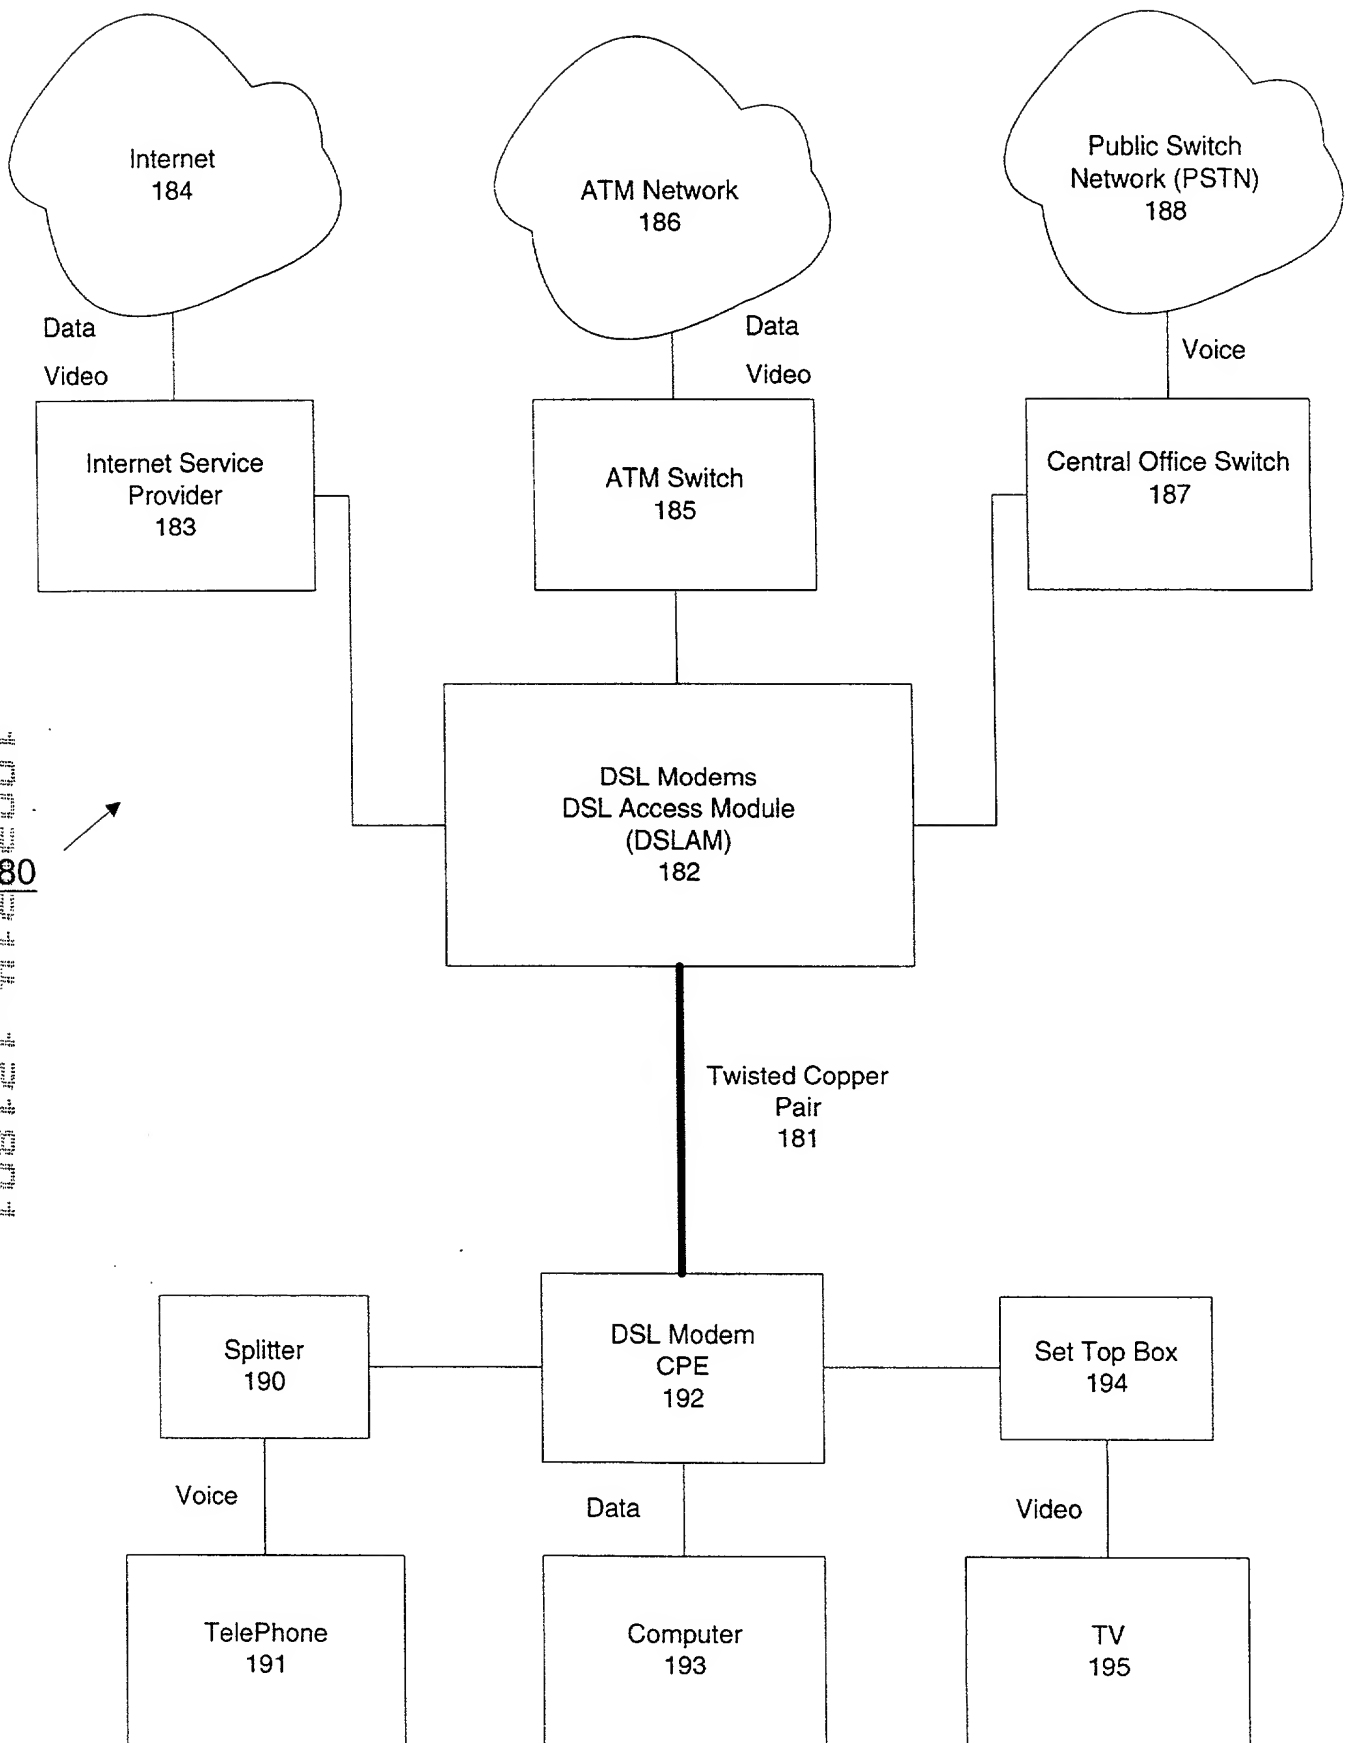 Internet
184
ATM Network
186
Public Switch
Network (PSTN)
188
Data
Video
Data
Video
Voice
Internet Service
Provider
183
ATM Switch
185
Central Office Switch
187
DSL Modems
DSL Access Module
(DSLAM)
182
80
Twisted Copper
Pair
181
Splitter
190
DSL Modem
CPE
192
Set Top Box
194
Voice
Data
Video
TelePhone
191
Computer
193
TV
195